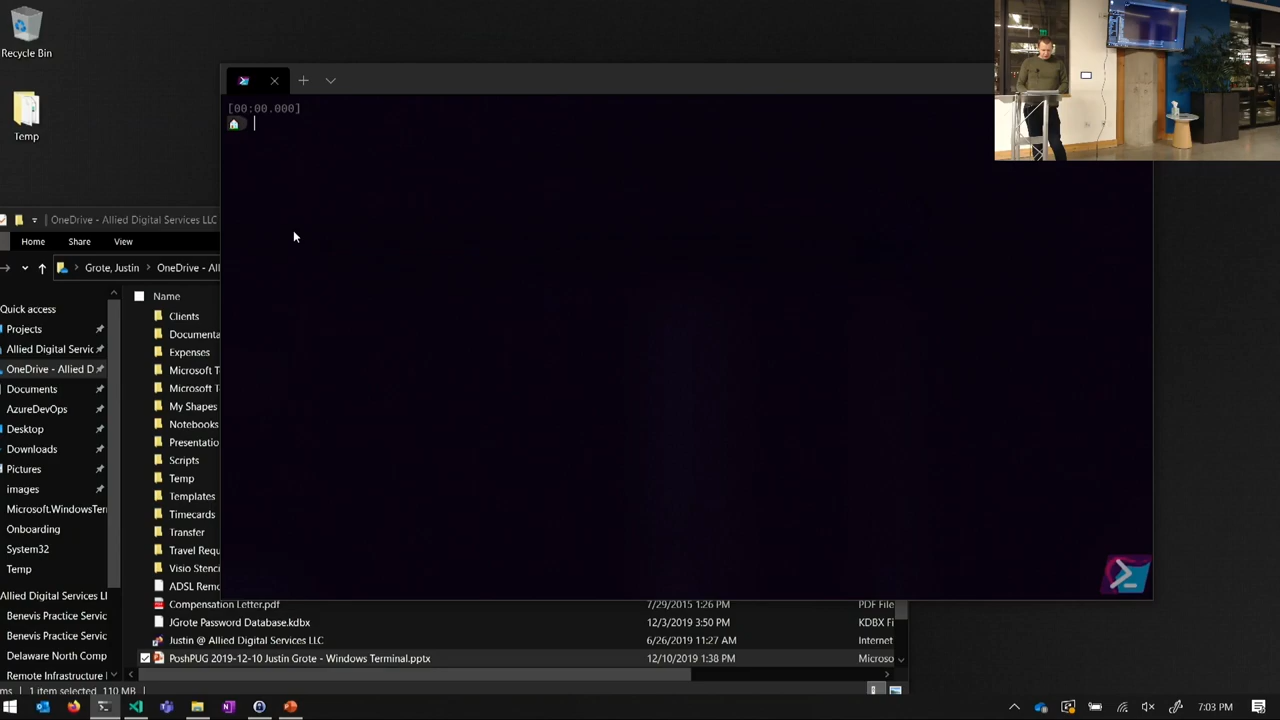 Recycle Bin
Temp
[00:00.000]
OneDrive - Allied Digital Services LLC
Home Share View
Grote, Justin > OneDrive - All
Name
Quick access
Projects
Allied Digital Servic
OneDrive - Allied D
Documents
AzureDevOps
Desktop
Downloads
Pictures
images
Microsoft.WindowsTer
Onboarding
System32
Temp
Allied Digital Services Ll
Benevis Practice Servic
Benevis Practice Servic
Delaware North Comp
Remote Infrastructure
Clients
Documenta
Expenses
Microsoft T
Microsoft T
My Shapes
Notebooks
Presentatio
Scripts
Temp
Templates
Timecards
Transfer
Travel Requ
Visio Stenci
ADSL Remo
Compensation Letter.pdf 7/29/2015 1:26 PM PDF File
JGrote Password Database.kdbx 12/3/2019 3:50 PM KDBX Fi
Justin @ Allied Digital Services LLC 6/26/2019 11:27 AM Internet
PoshPUG 2019-12-10 Justin Grote - Windows Terminal.pptx 12/10/2019 1:38 PM Microso
ms 1 item selected, 110 MB
7:03 PM